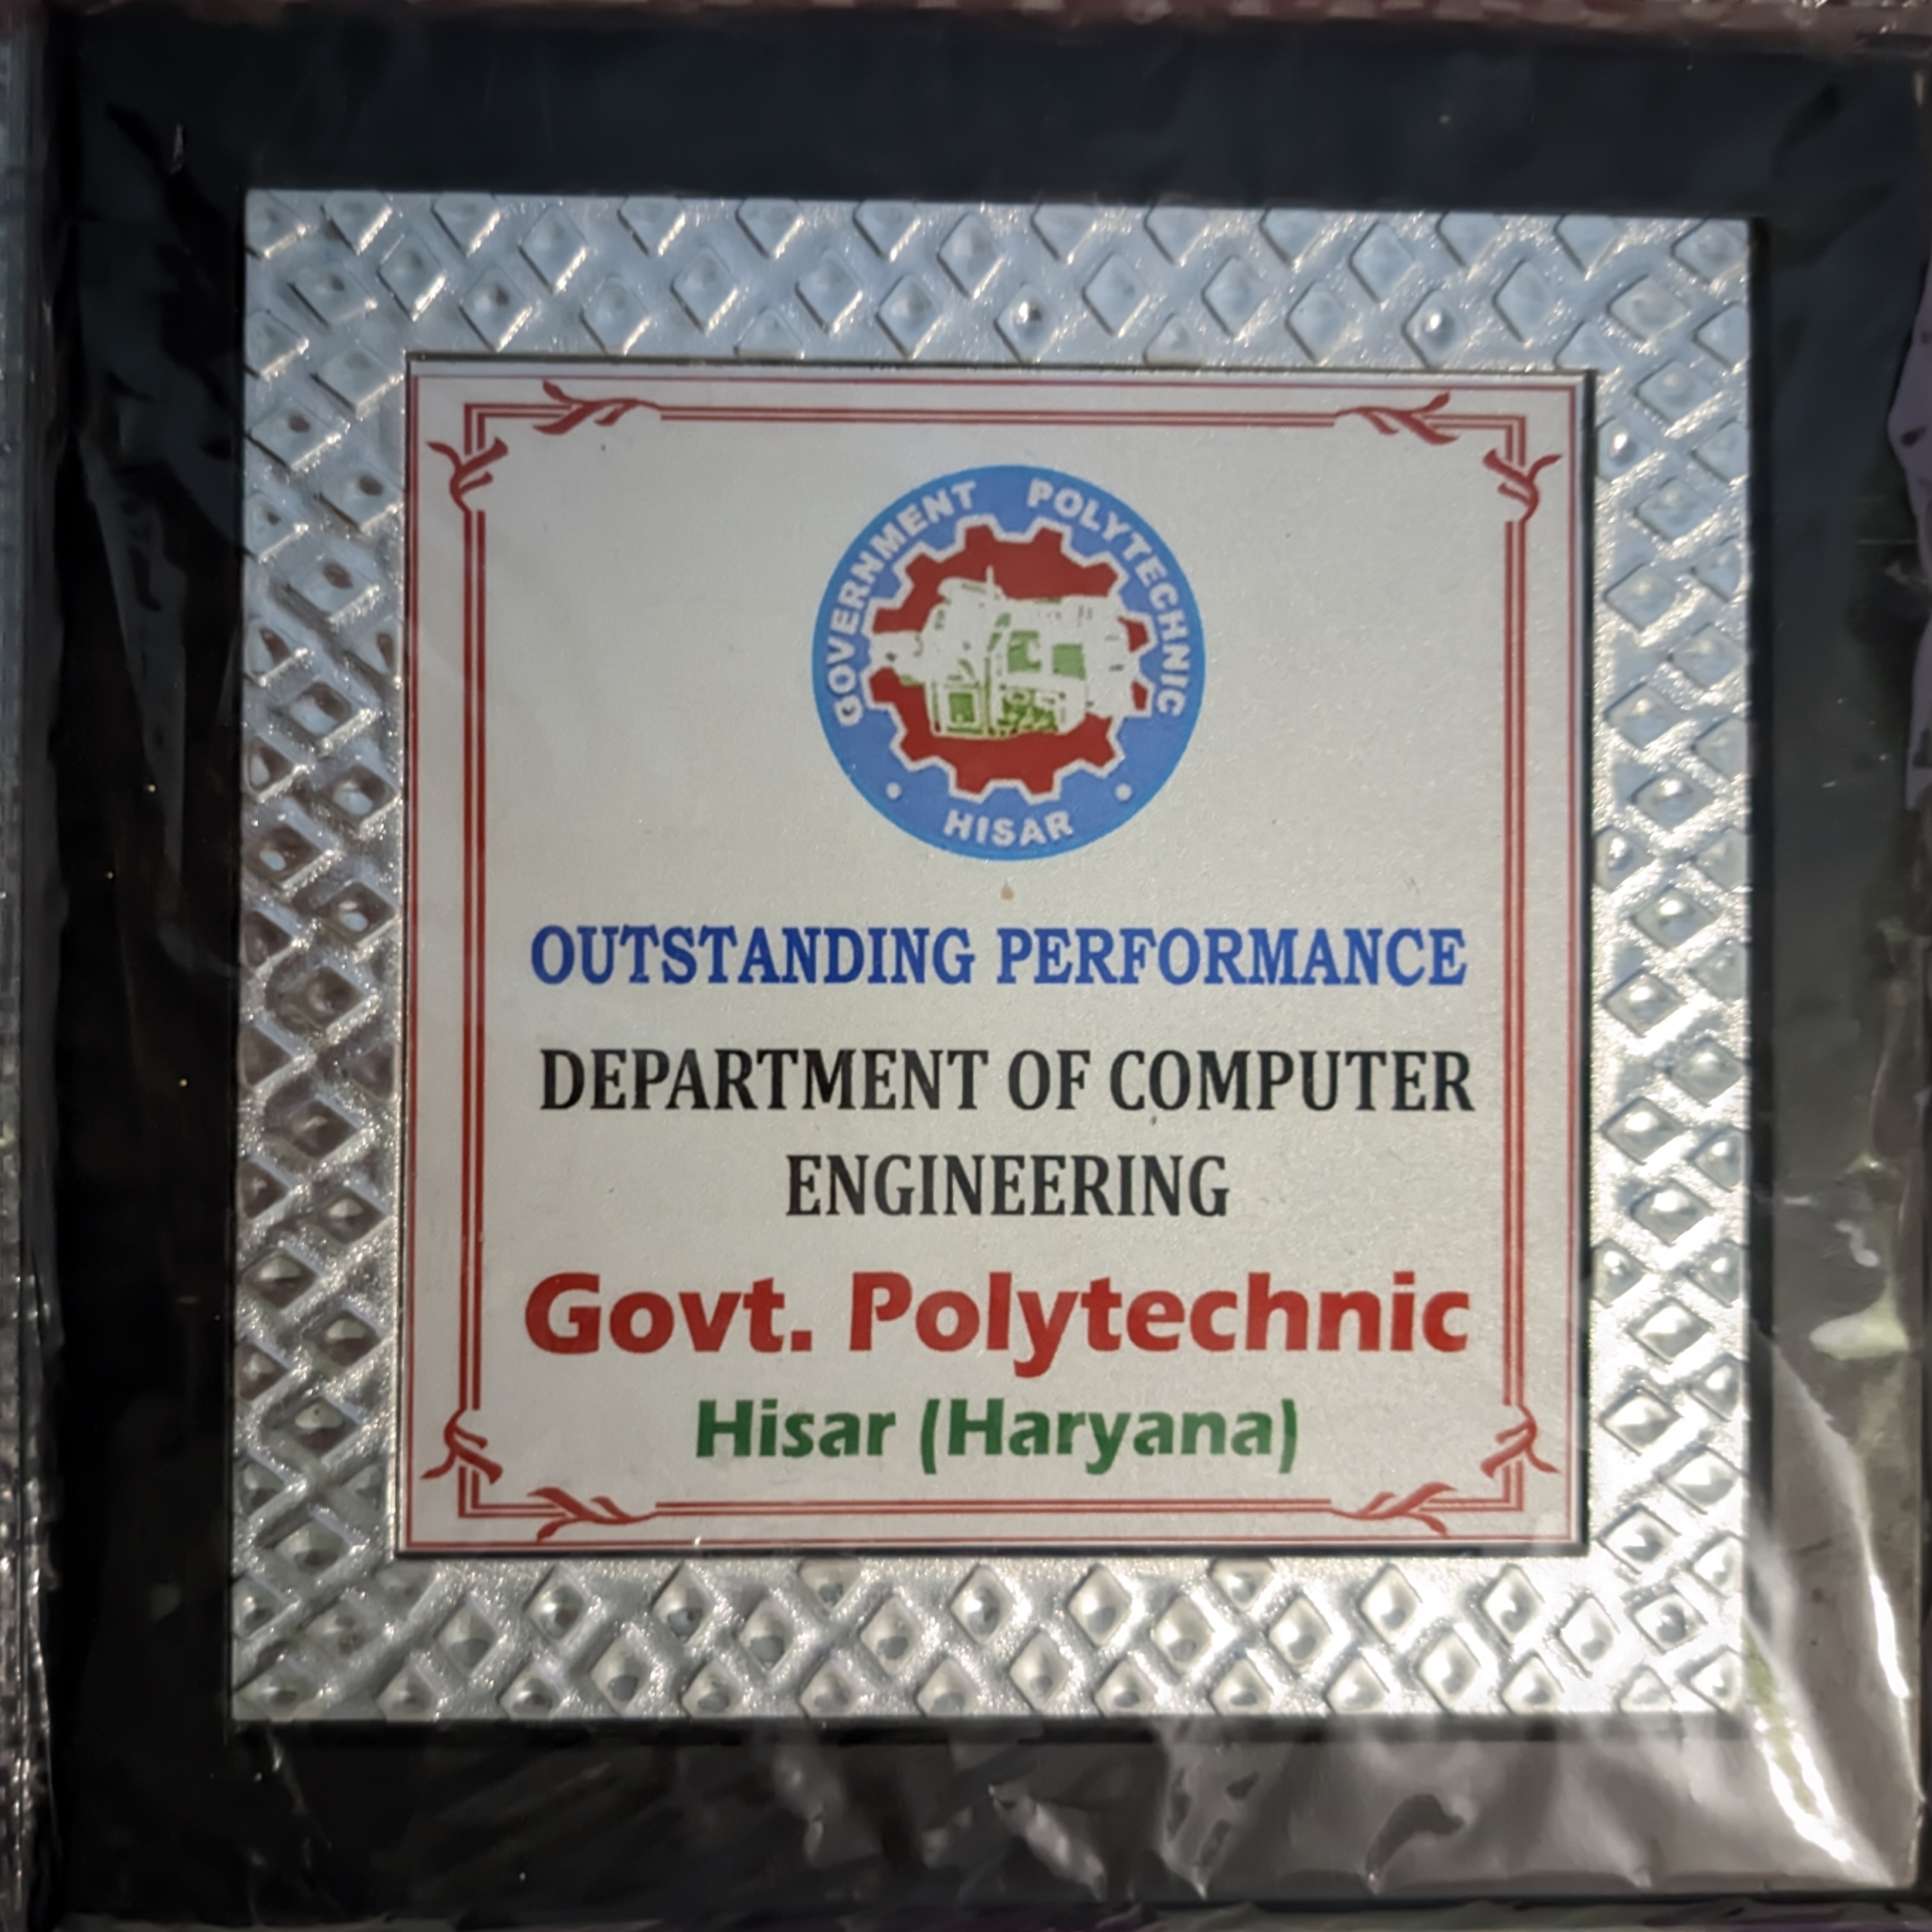 GOVERNMENT POLYTECHNIC
HISAR
OUTSTANDING PERFORMANCE
DEPARTMENT OF COMPUTER
ENGINEERING
Govt. Polytechnic
Hisar (Haryana)